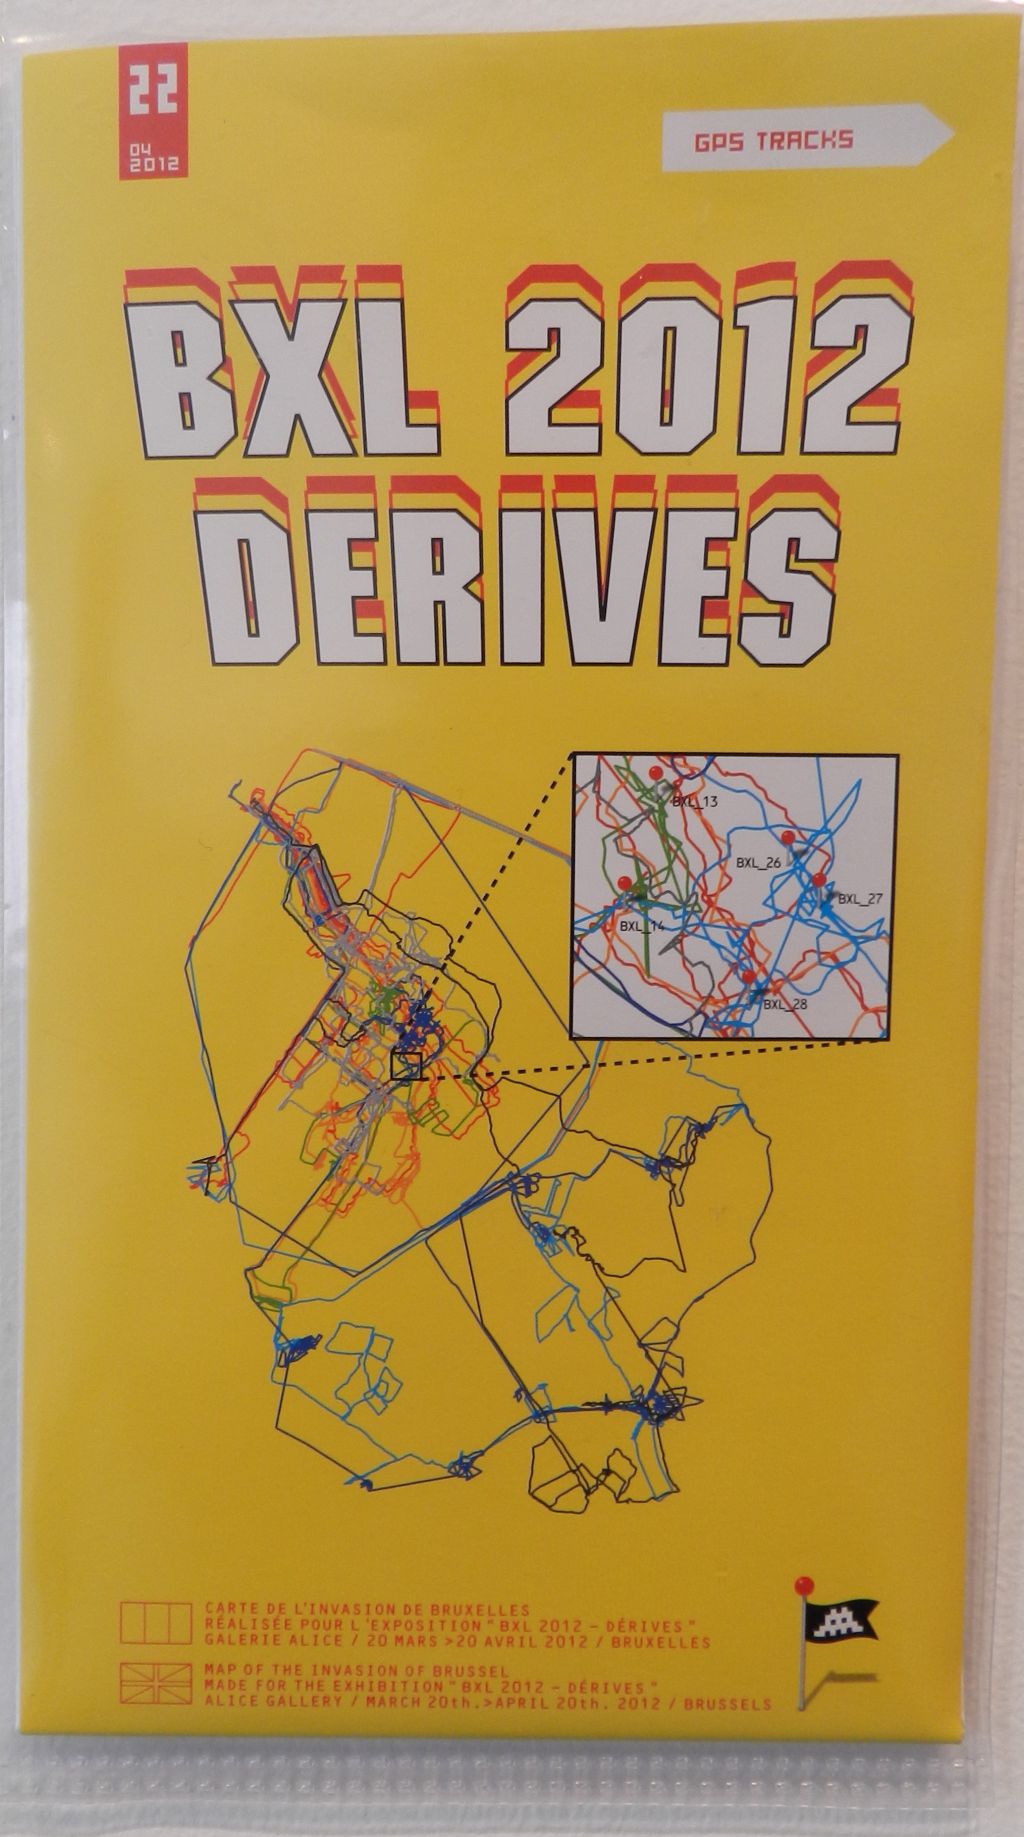 22
04
2012
GPS TRACKS
BXL 2012
DERIVES
BXL_13
BXL_26
BXL_27
BXL_14
BXL_28
CARTE DE L'INVASION DE BRUXELLES
RÉALISÉE POUR L'EXPOSITION "BXL 2012 - DÉRIVES"
GALERIE ALICE / 20 MARS >20 AVRIL 2012 / BRUXELLES
MAP OF THE INVASION OF BRUSSEL
MADE FOR THE EXHIBITION "BXL 2012 - DÉRIVES"
ALICE GALLERY / MARCH 20th.>APRIL 20th. 2012 / BRUSSELS